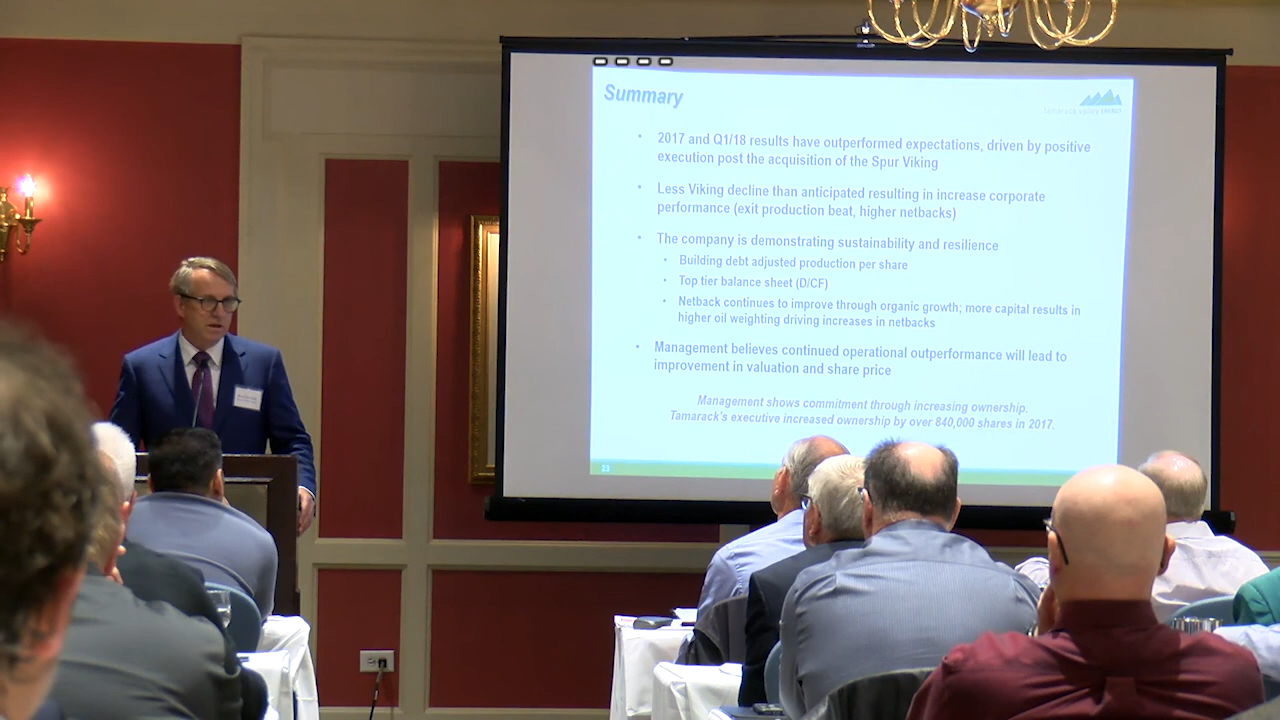 Summary
tamarack valley ENERGY
• 2017 and Q1/18 results have outperformed expectations, driven by positive
execution post the acquisition of the Spur Viking
• Less Viking decline than anticipated resulting in increase corporate
performance (exit production beat, higher netbacks)
• The company is demonstrating sustainability and resilience
• Building debt adjusted production per share
• Top tier balance sheet (D/CF)
• Netback continues to improve through organic growth; more capital results in
higher oil weighting driving increases in netbacks
• Management believes continued operational outperformance will lead to
improvement in valuation and share price
Management shows commitment through increasing ownership.
Tamarack's executive increased ownership by over 840,000 shares in 2017.
23